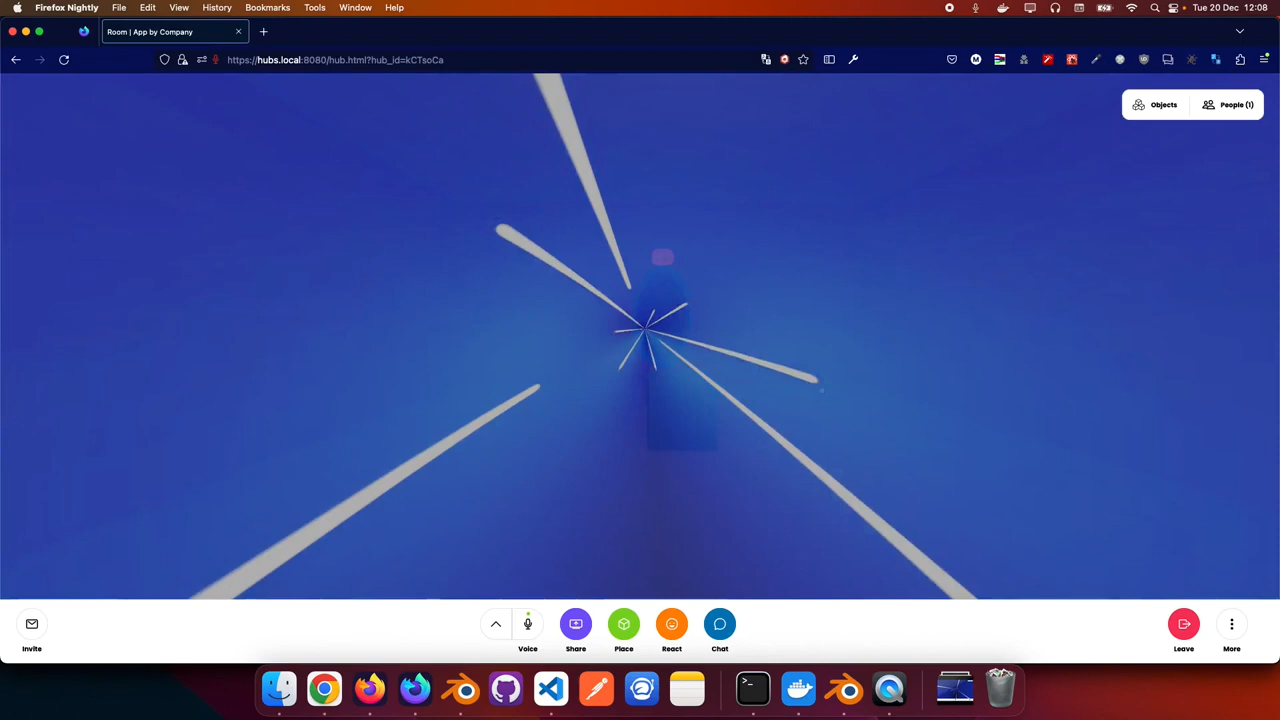 Firefox Nightly File Edit View History Bookmarks Tools Window Help Tue 20 Dec 12:08
Room | App by Company
https://hubs.local:8080/hub.html?hub_id=kCTsoCa
Objects People (1)
Invite Voice Share Place React Chat Leave More